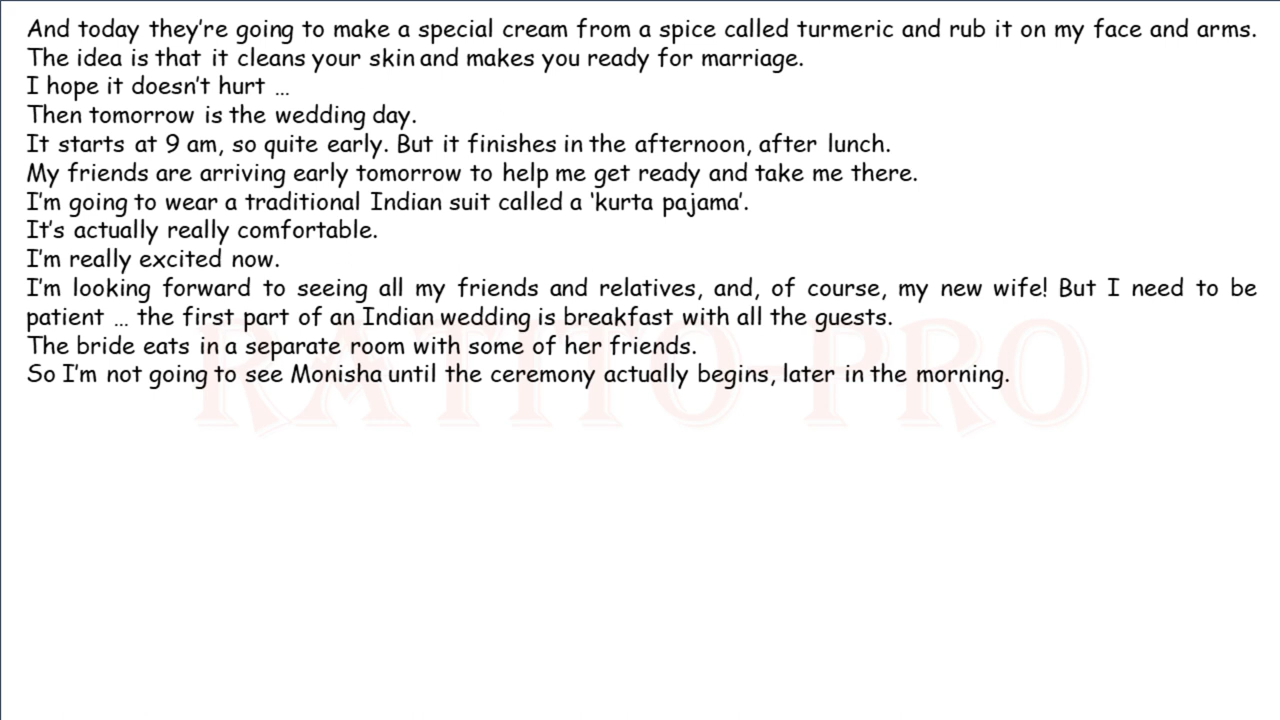 And today they’re going to make a special cream from a spice called turmeric and rub it on my face and arms.
The idea is that it cleans your skin and makes you ready for marriage.
I hope it doesn’t hurt …
Then tomorrow is the wedding day.
It starts at 9 am, so quite early. But it finishes in the afternoon, after lunch.
My friends are arriving early tomorrow to help me get ready and take me there.
I’m going to wear a traditional Indian suit called a ‘kurta pajama’.
It’s actually really comfortable.
I’m really excited now.
I’m looking forward to seeing all my friends and relatives, and, of course, my new wife! But I need to be
patient … the first part of an Indian wedding is breakfast with all the guests.
The bride eats in a separate room with some of her friends.
So I’m not going to see Monisha until the ceremony actually begins, later in the morning.
RATITO-PRO